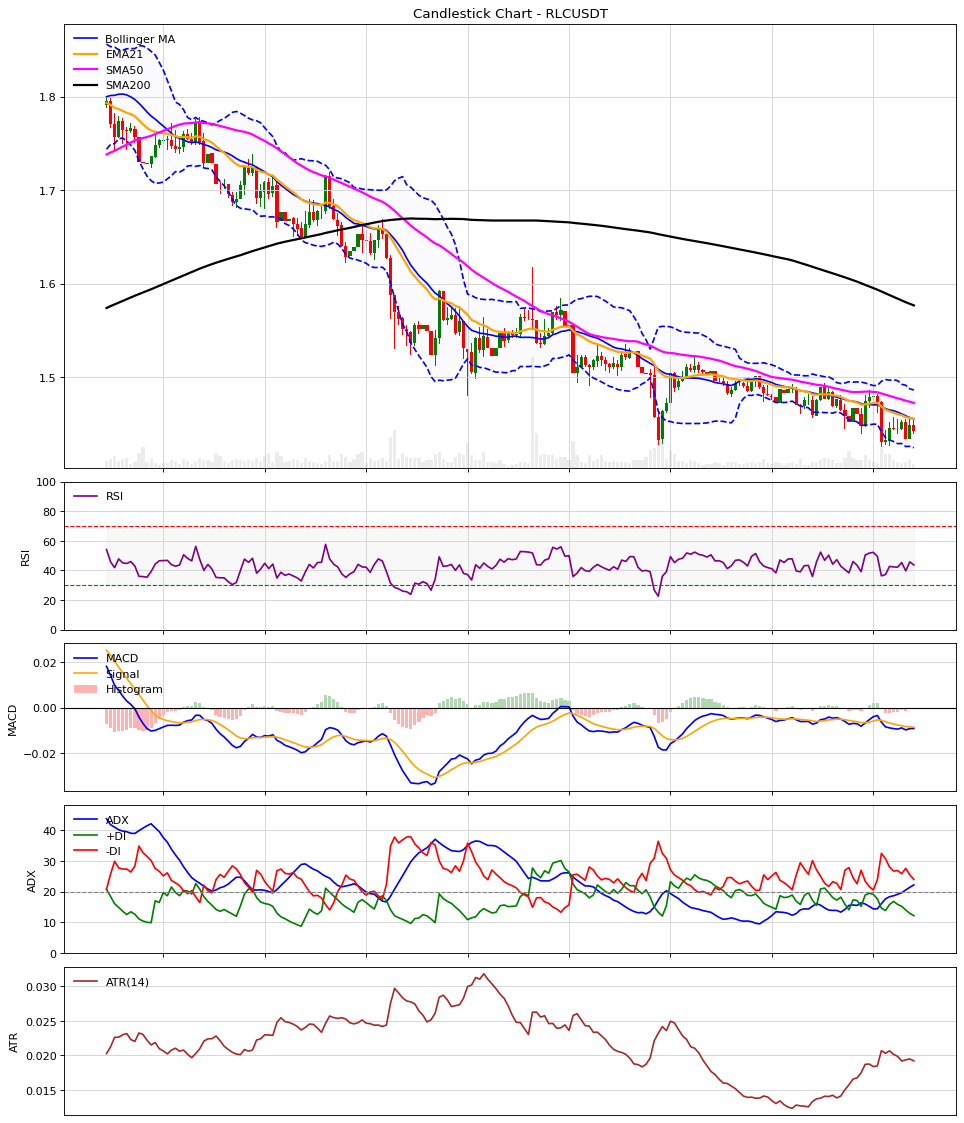 Candlestick Chart - RLCUSDT
Bollinger MA
EMA21
SMA50
SMA200
1.8
1.7
1.6
1.5
RSI
RSI
100
80
60
40
20
0
MACD
Signal
Histogram
MACD
0.02
0.00
−0.02
ADX
+DI
-DI
ADX
40
30
20
10
0
ATR(14)
ATR
0.030
0.025
0.020
0.015